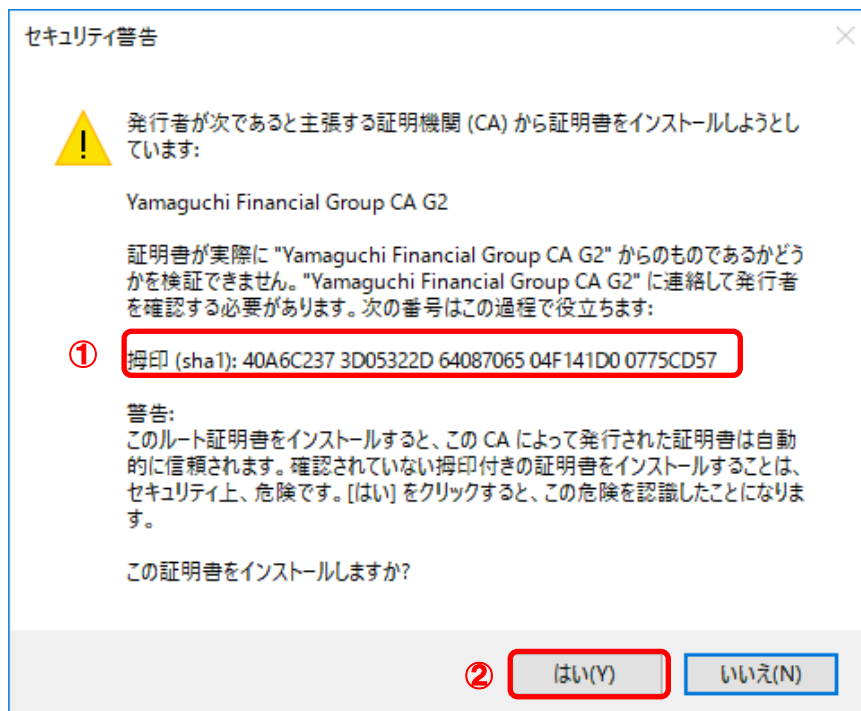 セキュリティ警告
発行者が次であると主張する証明機関 (CA) から証明書をインストールしようとし
ています:
Yamaguchi Financial Group CA G2
証明書が実際に "Yamaguchi Financial Group CA G2" からのものであるかどう
かを検証できません。"Yamaguchi Financial Group CA G2" に連絡して発行者
を確認する必要があります。次の番号はこの過程で役立ちます:
① 拇印 (sha1): 40A6C237 3D05322D 64087065 04F141D0 0775CD57
警告:
このルート証明書をインストールすると、この CA によって発行された証明書は自動
的に信頼されます。確認されていない拇印付きの証明書をインストールすることは、
セキュリティ上、危険です。[はい] をクリックすると、この危険を認識したことになりま
す。
この証明書をインストールしますか?
② はい(Y) いいえ(N)